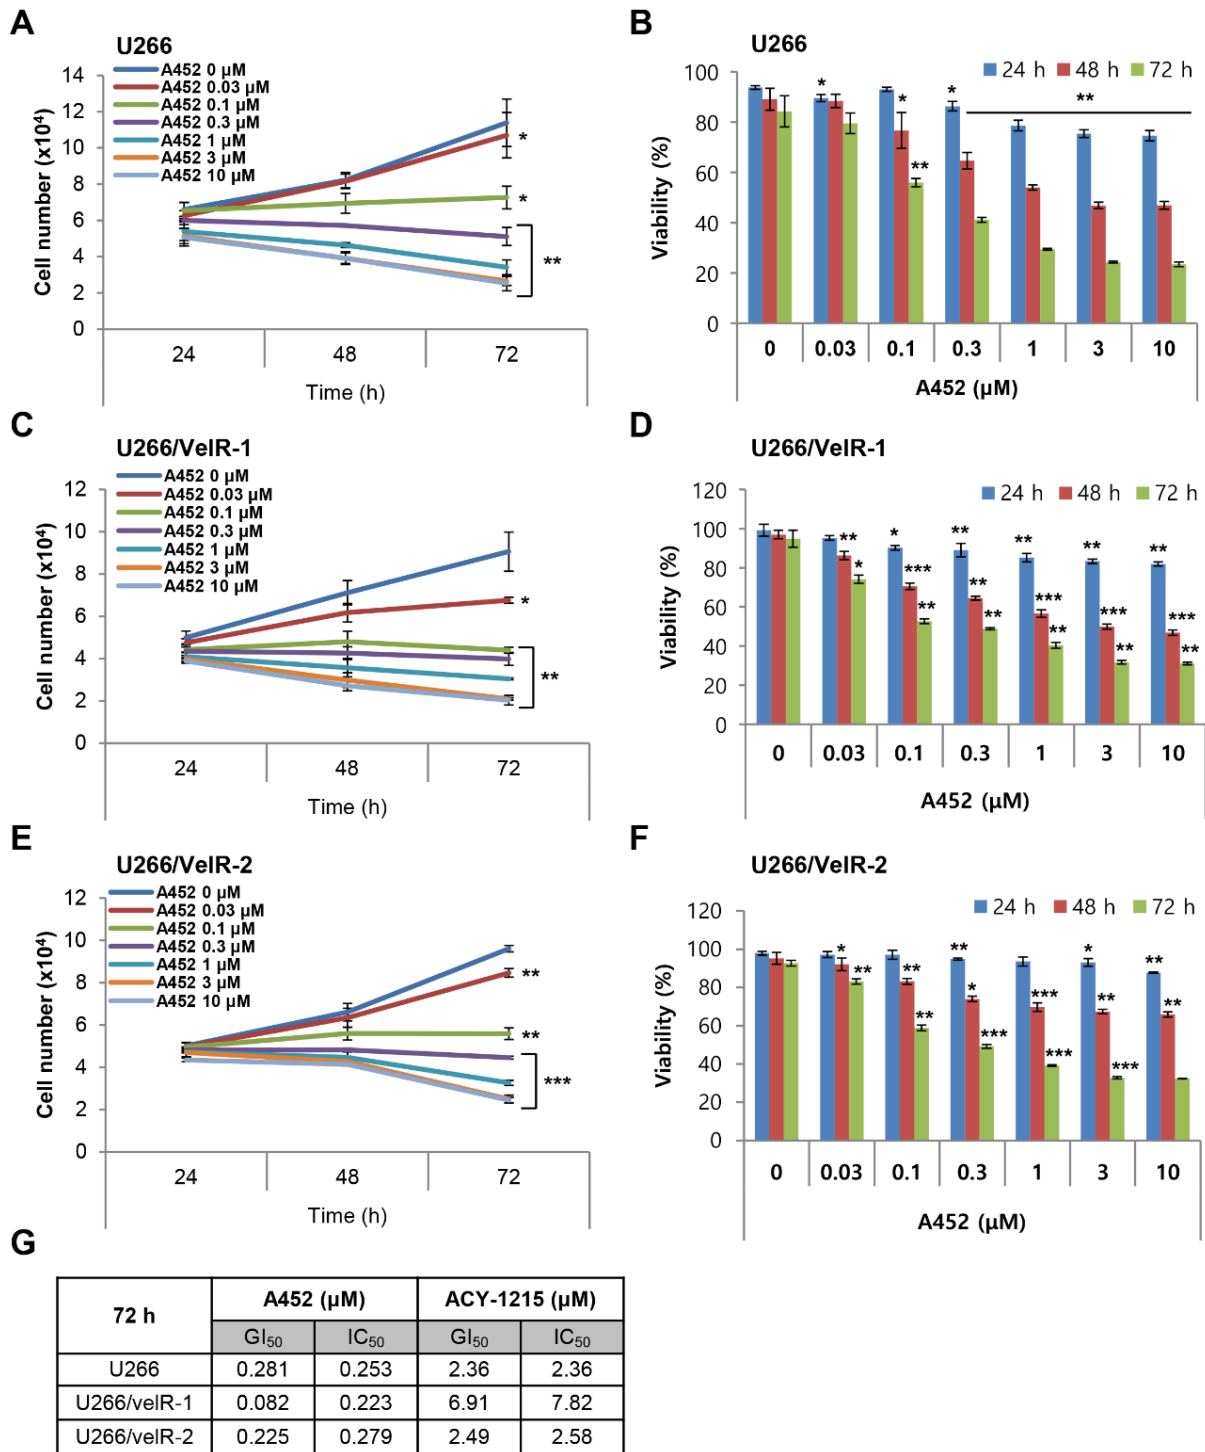 A
U266
A452 0 µM
A452 0.03 µM
A452 0.1 µM
A452 0.3 µM
A452 1 µM
A452 3 µM
A452 10 µM
Cell number (x10⁴)
14
12
10
8
6
4
2
0
*
*
**
24 48 72
Time (h)
B
U266
24 h 48 h 72 h
Viability (%)
100
80
60
40
20
0
* * ** * **
0 0.03 0.1 0.3 1 3 10
A452 (µM)
C
U266/VelR-1
A452 0 µM
A452 0.03 µM
A452 0.1 µM
A452 0.3 µM
A452 1 µM
A452 3 µM
A452 10 µM
Cell number (x10⁴)
12
10
8
6
4
2
0
*
**
24 48 72
Time (h)
D
U266/VelR-1
24 h 48 h 72 h
Viability (%)
120
100
80
60
40
20
0
** * * *** ** ** ** ** ** *** ** ** *** ** ** *** **
0 0.03 0.1 0.3 1 3 10
A452 (µM)
E
U266/VelR-2
A452 0 µM
A452 0.03 µM
A452 0.1 µM
A452 0.3 µM
A452 1 µM
A452 3 µM
A452 10 µM
Cell number (x10⁴)
12
10
8
6
4
2
0
**
**
***
24 48 72
Time (h)
F
U266/VelR-2
24 h 48 h 72 h
Viability (%)
120
100
80
60
40
20
0
* ** ** ** ** * *** *** *** * ** *** ** **
0 0.03 0.1 0.3 1 3 10
A452 (µM)
G
72 h A452 (µM) ACY-1215 (µM)
GI₅₀ IC₅₀ GI₅₀ IC₅₀
U266 0.281 0.253 2.36 2.36
U266/velR-1 0.082 0.223 6.91 7.82
U266/velR-2 0.225 0.279 2.49 2.58